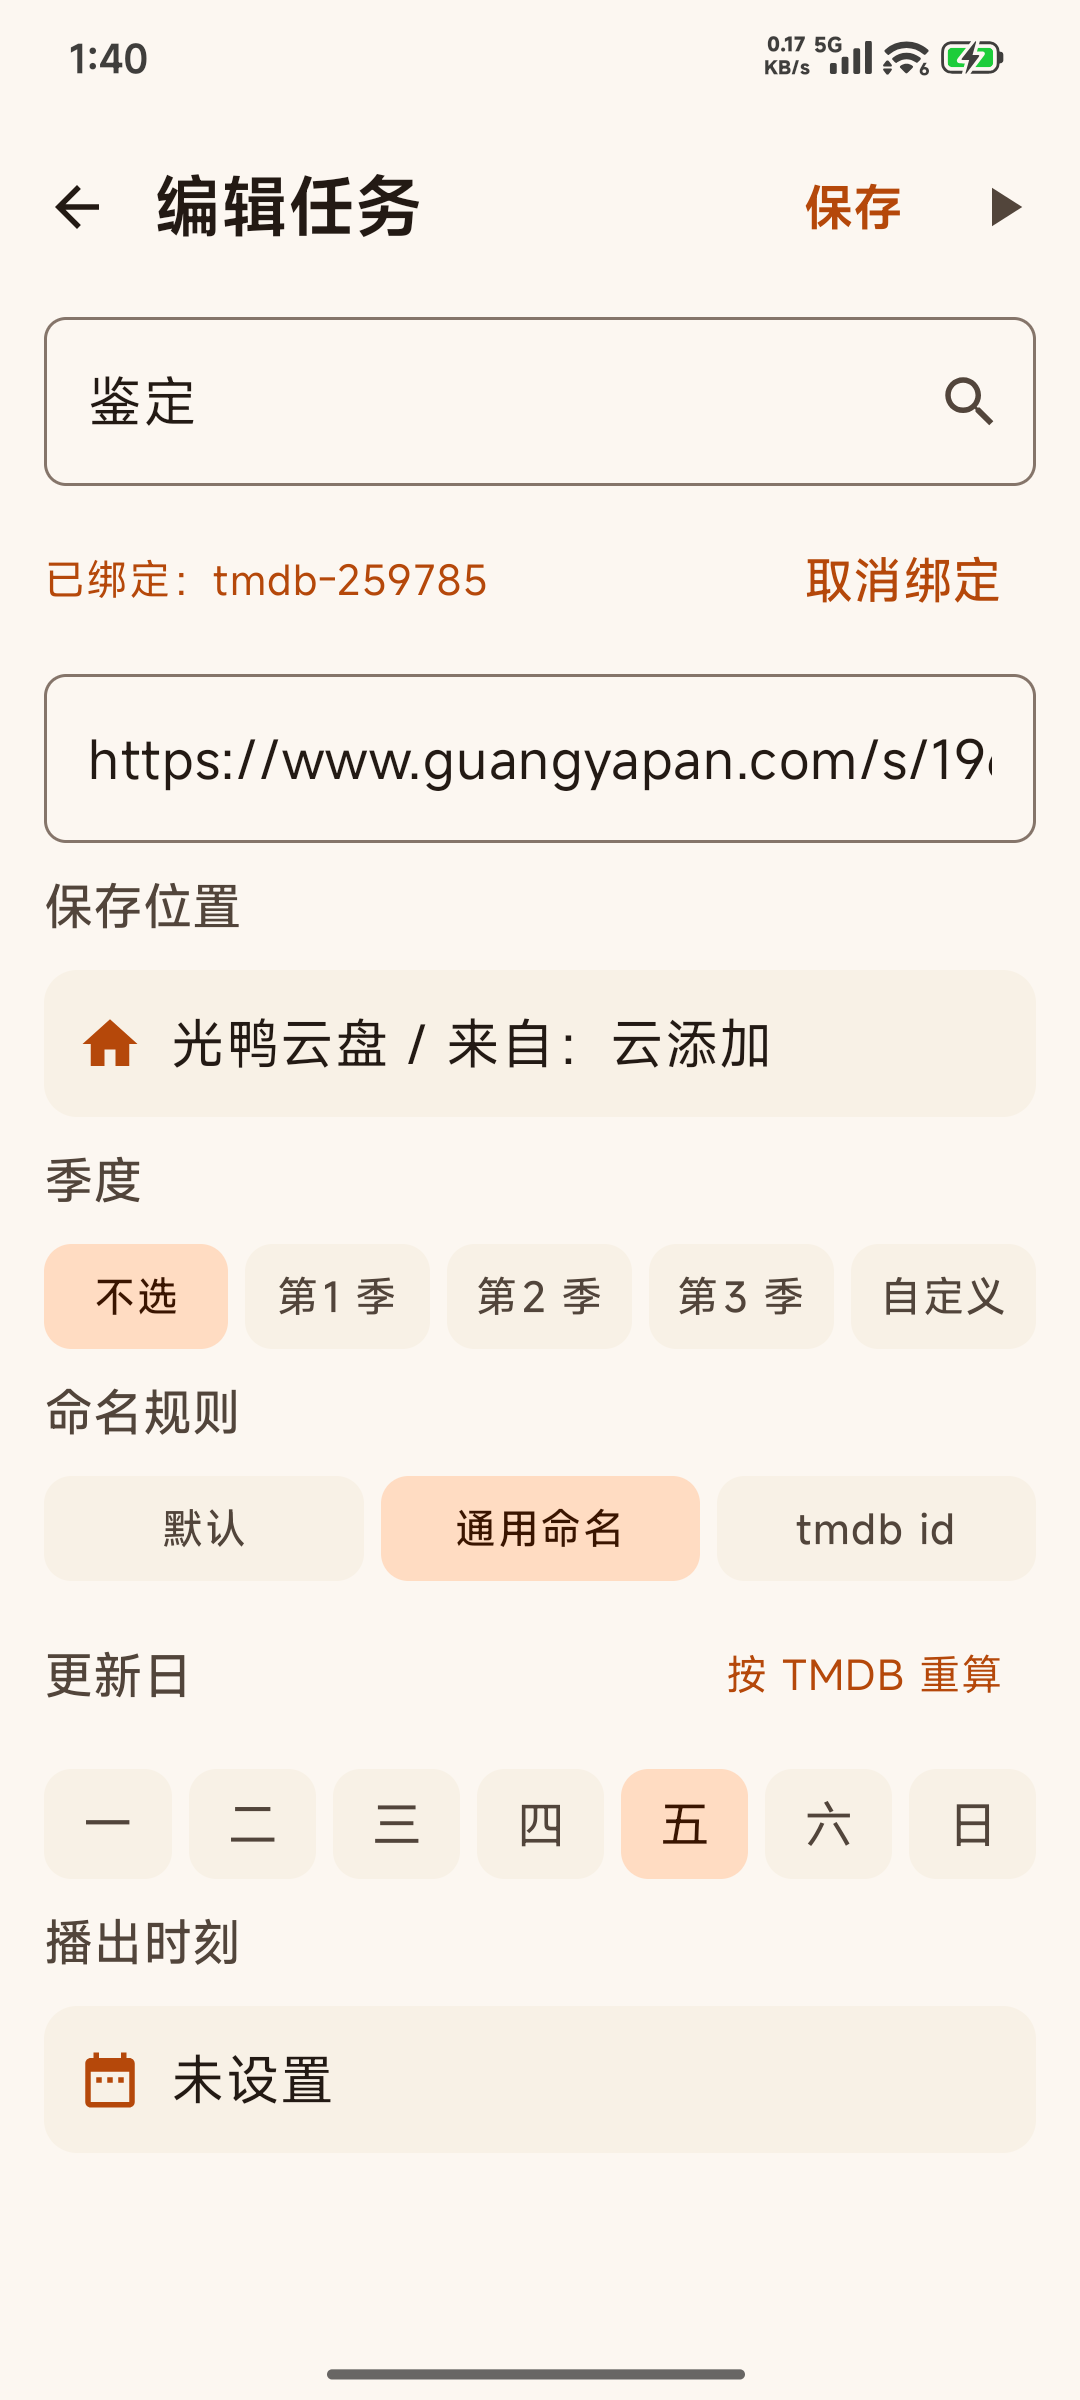 1:40
0.17 KB/s 5G 6
编辑任务 保存
鉴定
已绑定：tmdb-259785 取消绑定
https://www.guangyapan.com/s/19
保存位置
光鸭云盘 / 来自：云添加
季度
不选 第1 季 第2 季 第3 季 自定义
命名规则
默认 通用命名 tmdb id
更新日 按 TMDB 重算
一 二 三 四 五 六 日
播出时刻
未设置